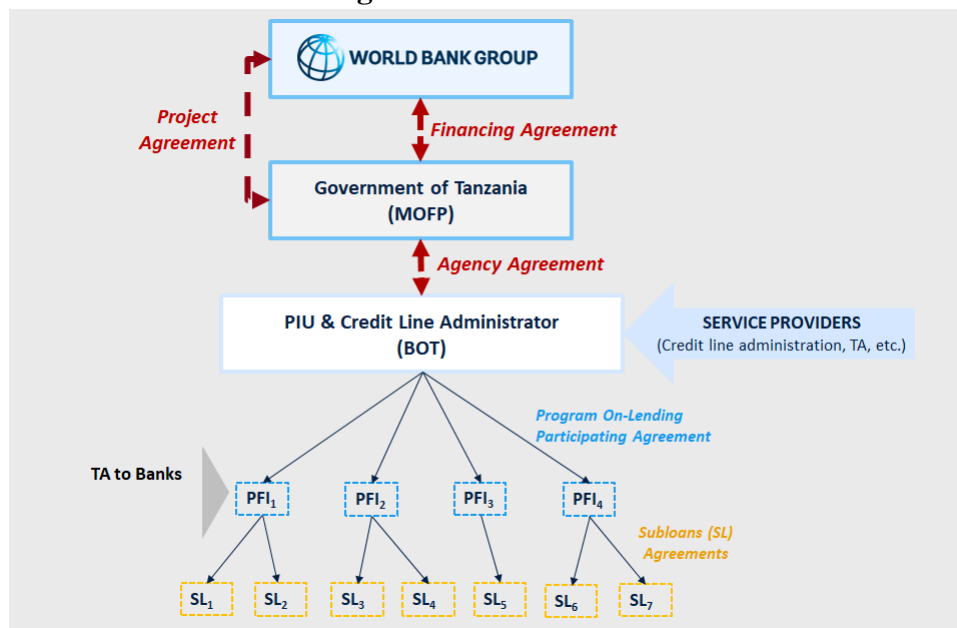 WORLD BANK GROUP
Project
Agreement
Financing Agreement
Government of Tanzania
(MOFP)
Agency Agreement
PIU & Credit Line Administrator
(BOT)
SERVICE PROVIDERS
(Credit line administration, TA, etc.)
Program On-Lending
Participating Agreement
TA to Banks
PFI₁
PFI₂
PFI₃
PFI₄
Subloans (SL)
Agreements
SL₁
SL₂
SL₃
SL₄
SL₅
SL₆
SL₇